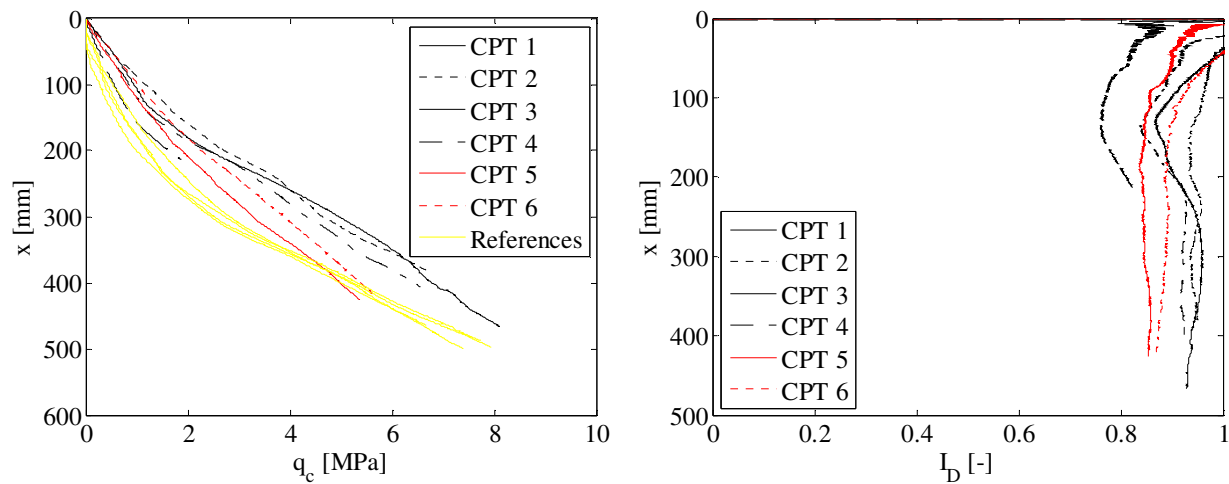 0
100
200
300
400
500
600
x [mm]
0
2
4
6
8
10
q_c [MPa]
CPT 1
CPT 2
CPT 3
CPT 4
CPT 5
CPT 6
References
0
100
200
300
400
500
x [mm]
0
0.2
0.4
0.6
0.8
1
I_D [-]
CPT 1
CPT 2
CPT 3
CPT 4
CPT 5
CPT 6